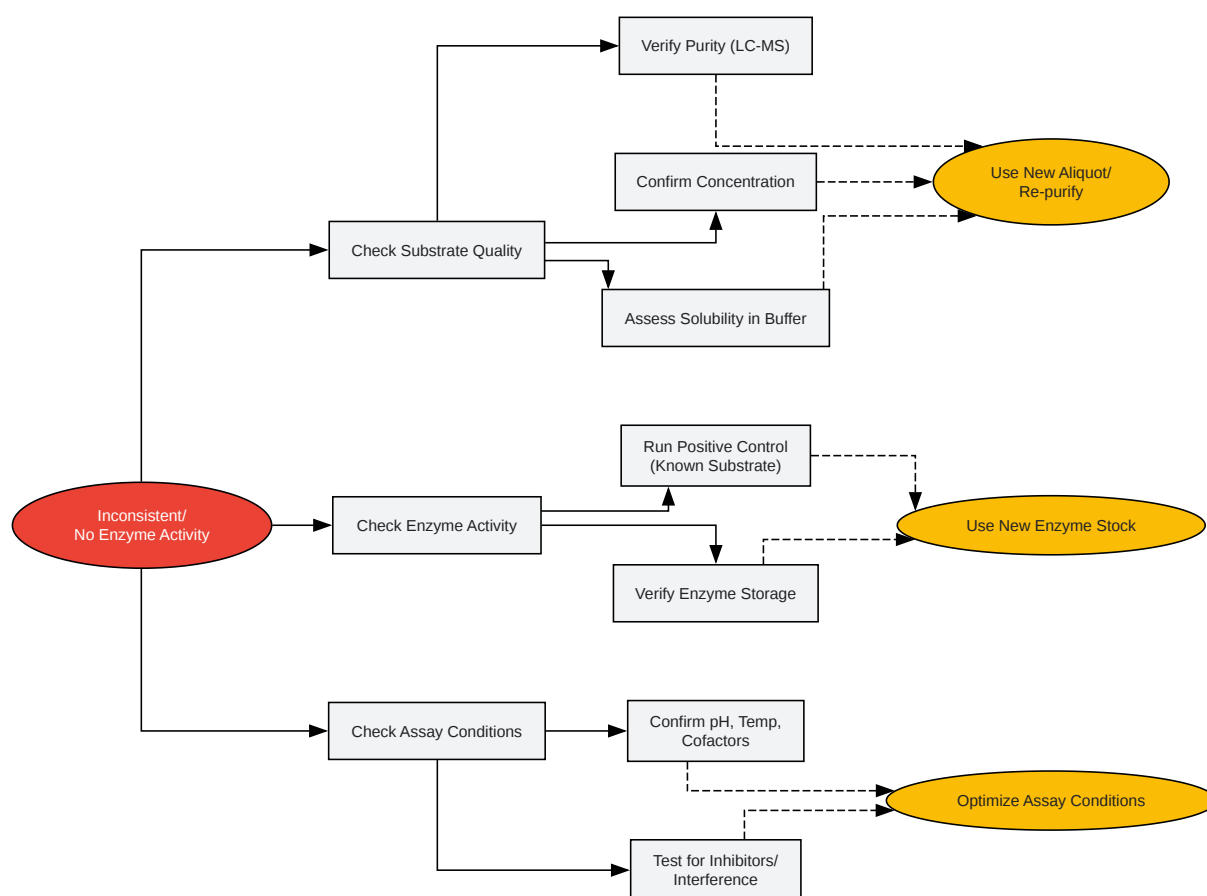 Verify Purity (LC-MS)
Confirm Concentration
Use New Aliquot/
Re-purify
Check Substrate Quality
Assess Solubility in Buffer
Run Positive Control
(Known Substrate)
Inconsistent/
No Enzyme Activity
Check Enzyme Activity
Use New Enzyme Stock
Verify Enzyme Storage
Check Assay Conditions
Confirm pH, Temp,
Cofactors
Optimize Assay Conditions
Test for Inhibitors/
Interference